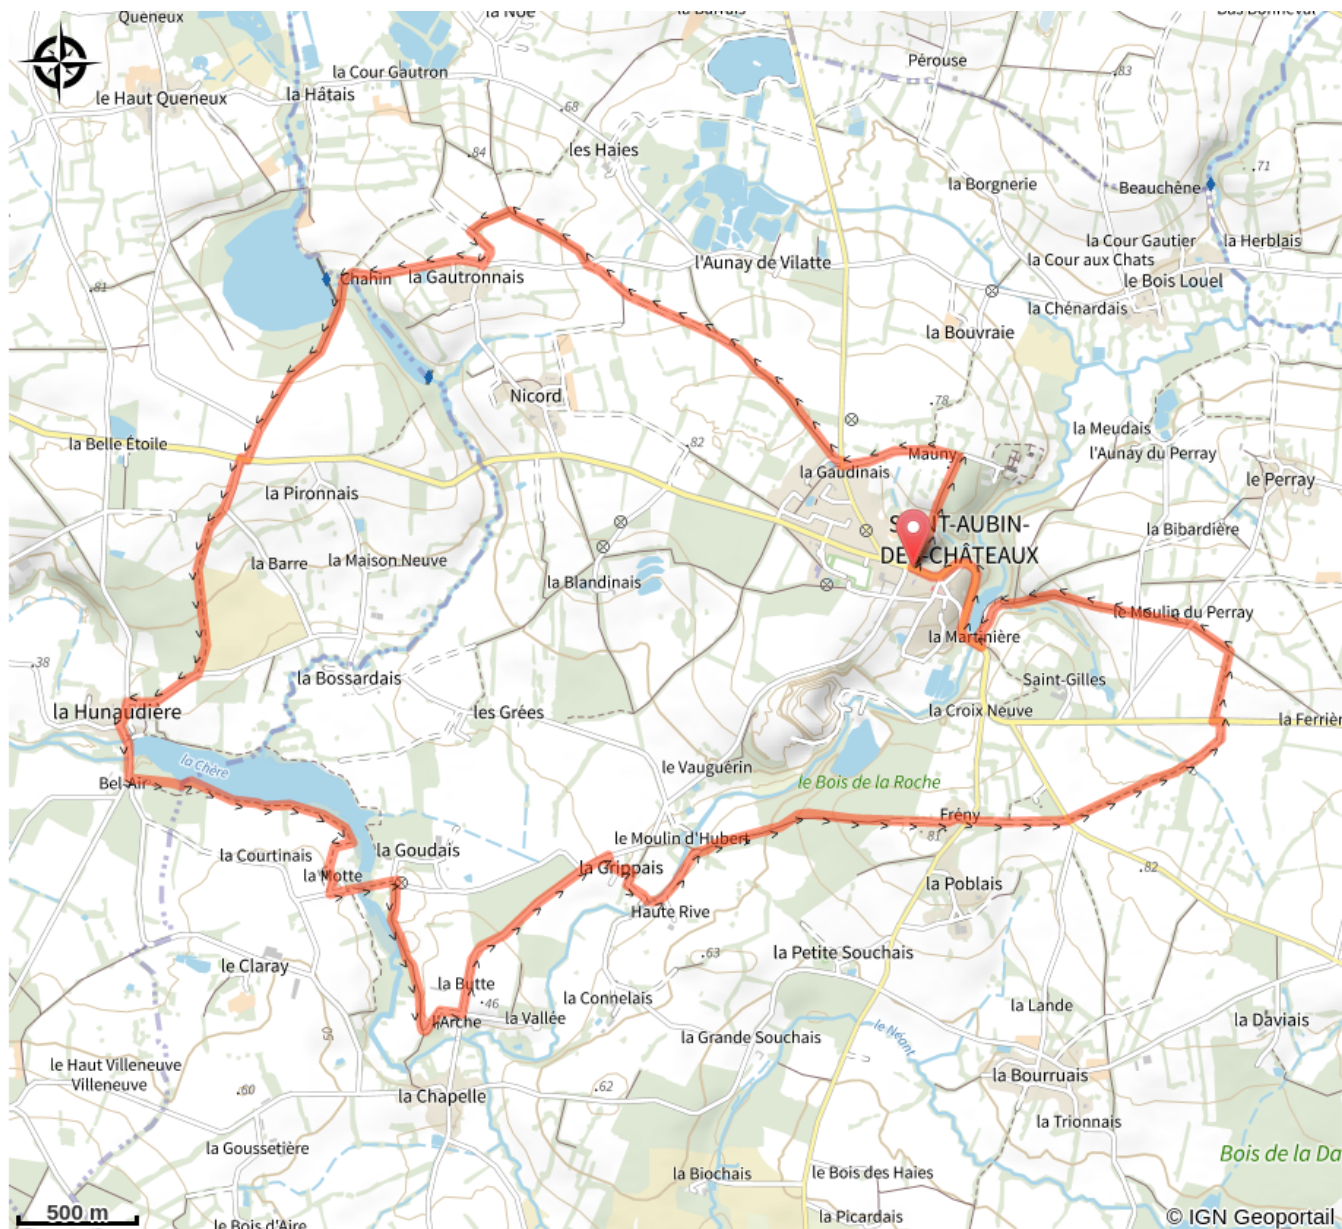 Queneux
la Noë
Pérouse
la Cour Gautron
.83
la Hâtais
le Haut Queneux
.68
.84
les Haies
.71
la Borgnerie
Beauchêne
la Cour Gautier
la Herblais
la Cour aux Chats
l'Aunay de Vilatte
Chahin
la Gautronnais
le Bois Louel
.81
la Chénardais
la Bouvraie
Nicord
.78
la Meudais
la Belle Étoile
.82
Mauny
l'Aunay du Perray
la Gaudinais
le Perray
la Pironnais
SAINT-AUBIN-
DES-CHÂTEAUX
la Bibardière
la Barre
la Maison Neuve
la Blandinais
le Moulin du Perray
la Martinière
.38
la Bossardais
Saint-Gilles
la Hunaudière
les Grées
la Croix Neuve
la Ferrièr
la Chère
le Vauguérin
Bel-Air
le Bois de la Roche
Frény
81
le Moulin d'Hubert
la Courtinais
la Goudais
la Grippais
.82
la Motte
la Poblais
Haute Rive
.63
la Petite Souchais
le Claray
la Butte
.46
la Connelais
la Lande
l'Arche
la Vallée
la Daviais
50
le Néant
la Grande Souchais
le Haut Villeneuve
Villeneuve
la Bourruais
.60
.62
la Chapelle
la Trionnais
la Goussetière
Bois de la Da
la Biochais
le Bois des Haies
500 m
le Bois d'Aire
la Picardais
© IGN Geoportail